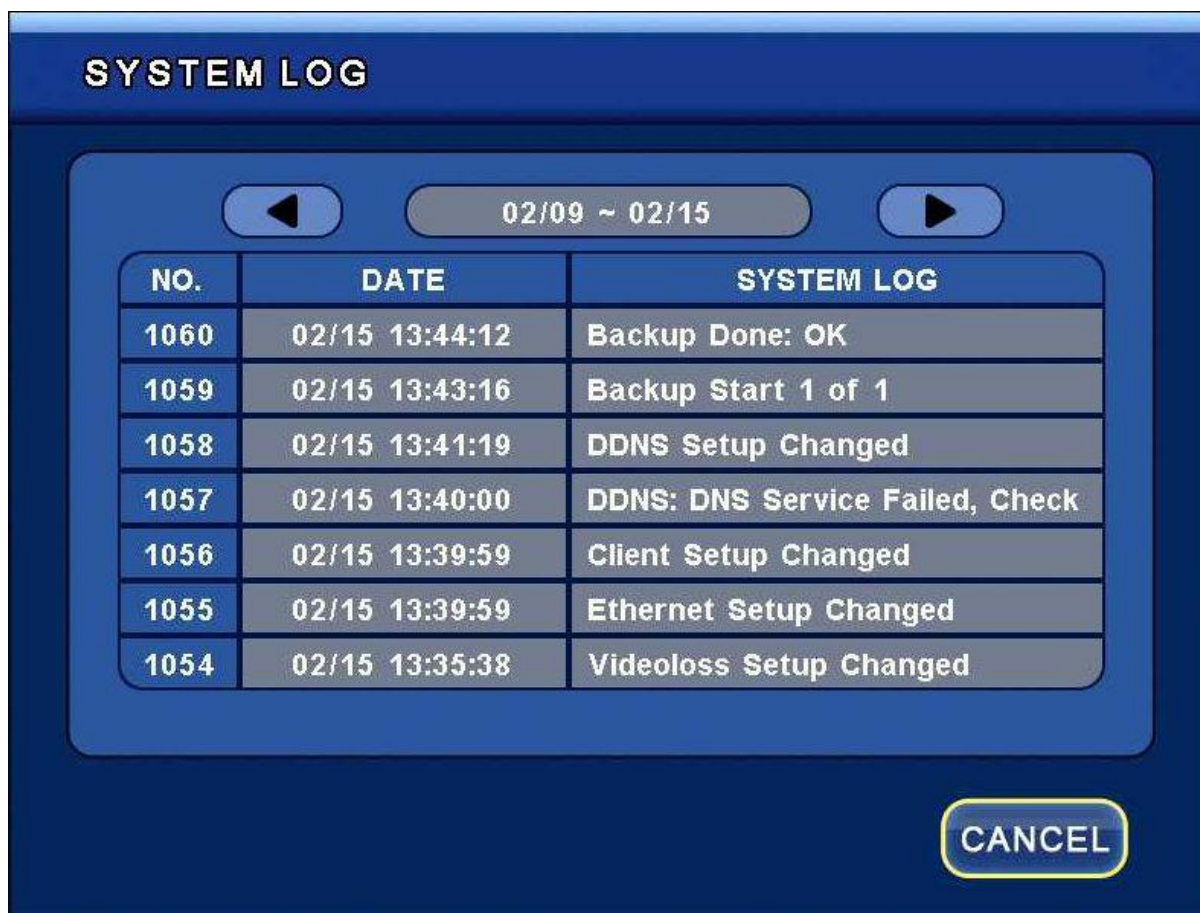 SYSTEM LOG
02/09 ~ 02/15
NO. DATE SYSTEM LOG
1060 02/15 13:44:12 Backup Done: OK
1059 02/15 13:43:16 Backup Start 1 of 1
1058 02/15 13:41:19 DDNS Setup Changed
1057 02/15 13:40:00 DDNS: DNS Service Failed, Check
1056 02/15 13:39:59 Client Setup Changed
1055 02/15 13:39:59 Ethernet Setup Changed
1054 02/15 13:35:38 Videoloss Setup Changed
CANCEL